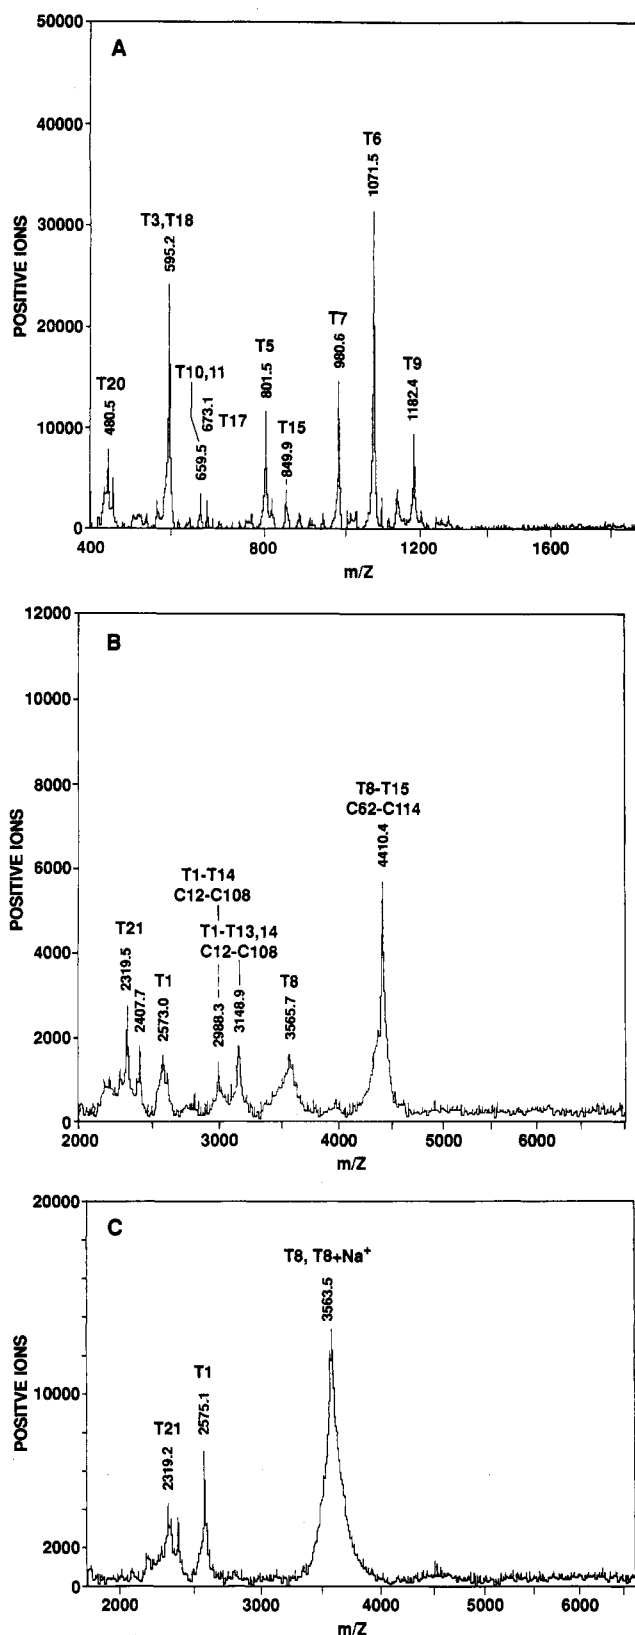 A
50000
40000
30000
20000
10000
0
POSITIVE IONS
T6
1071.5
T3,T18
595.2
T10,11
673.1
659.5
T17
T20
480.5
T5
801.5
T15
849.9
T7
980.6
T9
1182.4
400 800 1200 1600
m/Z
B
12000
10000
8000
6000
4000
2000
0
POSITIVE IONS
T8-T15
C62-C114
4410.4
T1-T14
C12-C108
T1-T13,14
C12-C108
T21
2319.5
2407.7
T1
2573.0
2988.3
3148.9
T8
3565.7
2000 3000 4000 5000 6000
m/Z
C
20000
10000
2000
0
POSITVE IONS
T8, T8+Na+
3563.5
T1
2575.1
T21
2319.2
2000 3000 4000 5000 6000
m/Z